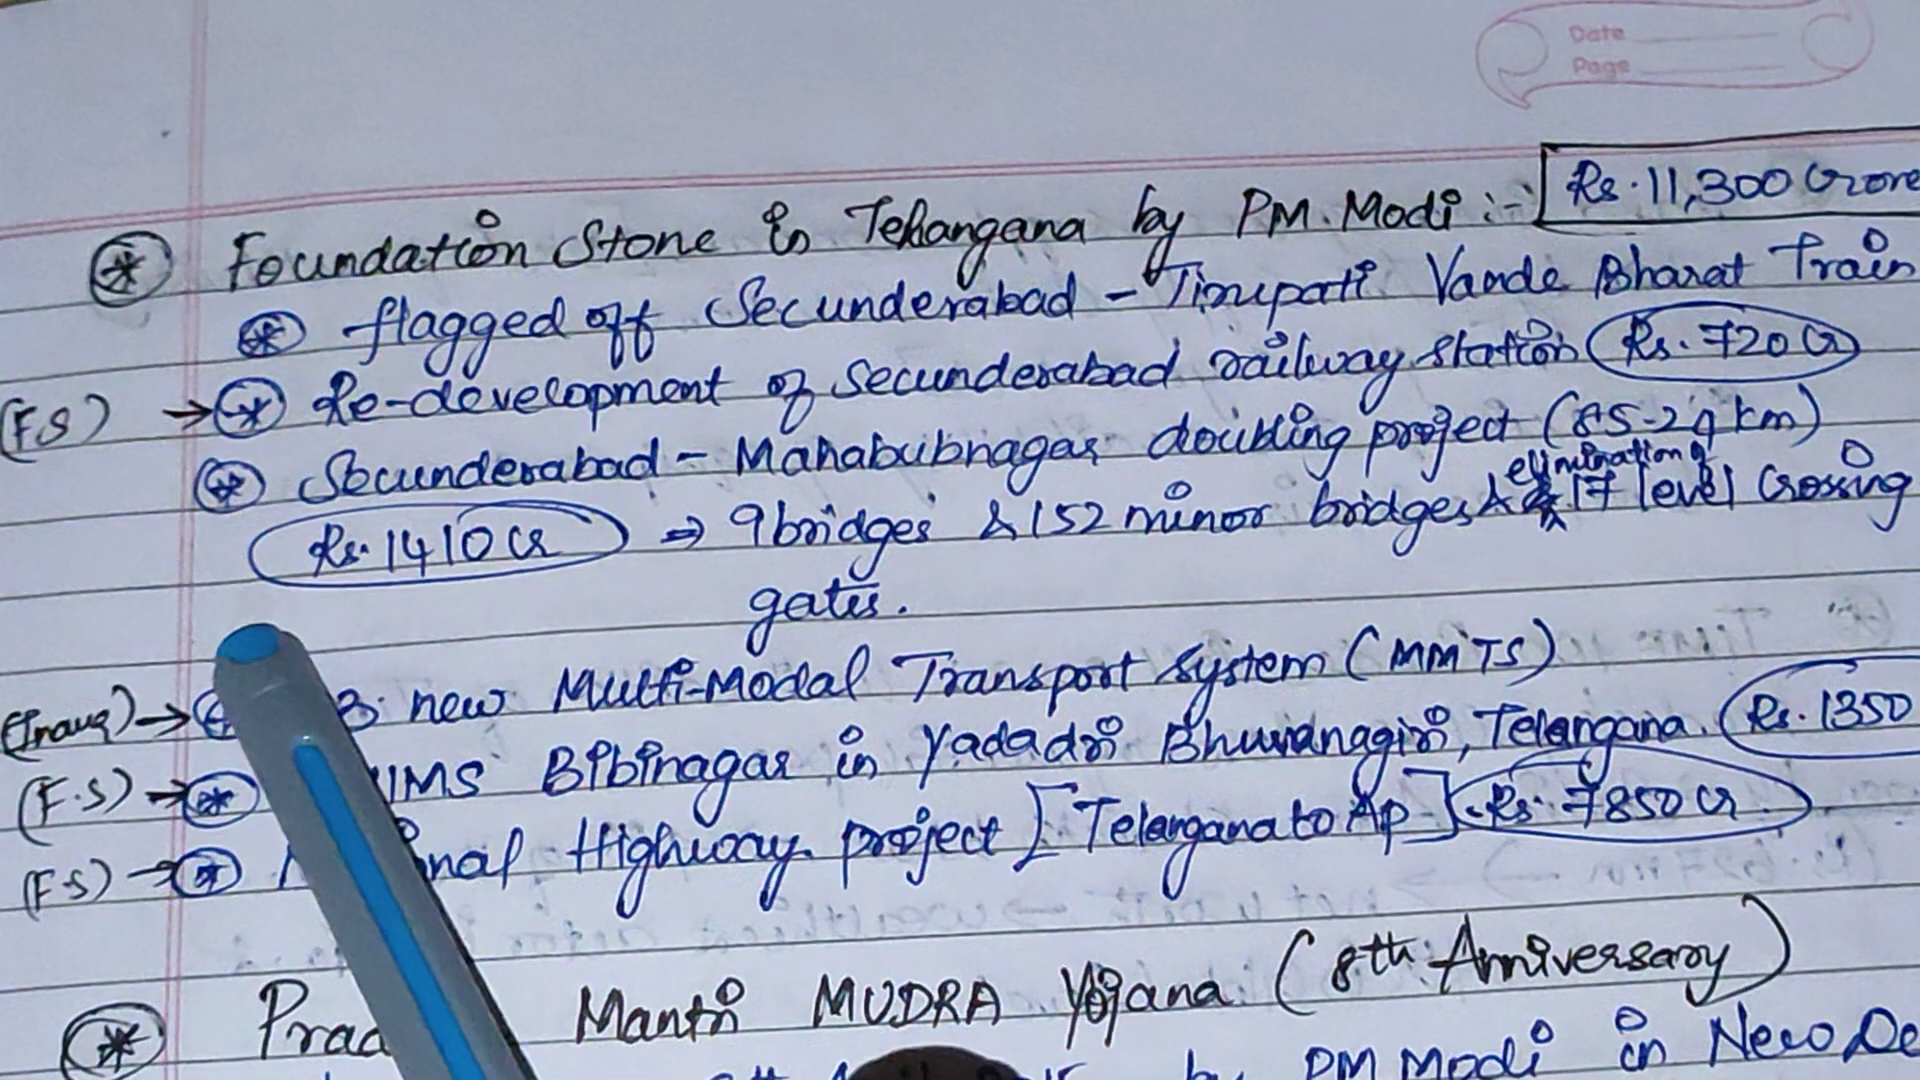 Date
Page
Foundation Stone in Telangana by PM. Modi :- Rs. 11,300 Crore
flagged off Secunderabad - Tirupati Vande Bharat Train
(F.S) → Re-development of Secunderabad railway station Rs. 720 Cr
Secunderabad - Mahabubnagar doubling project (85.24 km)
elimination of
Rs. 1410 Cr ⇒ 9 bridges & 152 minor bridges & 17 level Crossing
gates.
(Inaug) → 3 new Multi-Modal Transport System (MMTS)
(F.S) → IIMS Bibinagar in Yadadri Bhuvanagiri, Telangana. Rs. 1350
(F.S) → nal Highway project [Telangana to AP] Rs. 7850 Cr.
Prad Mantri MUDRA Yojana (8th Anniversary)
by PM Modi in New De